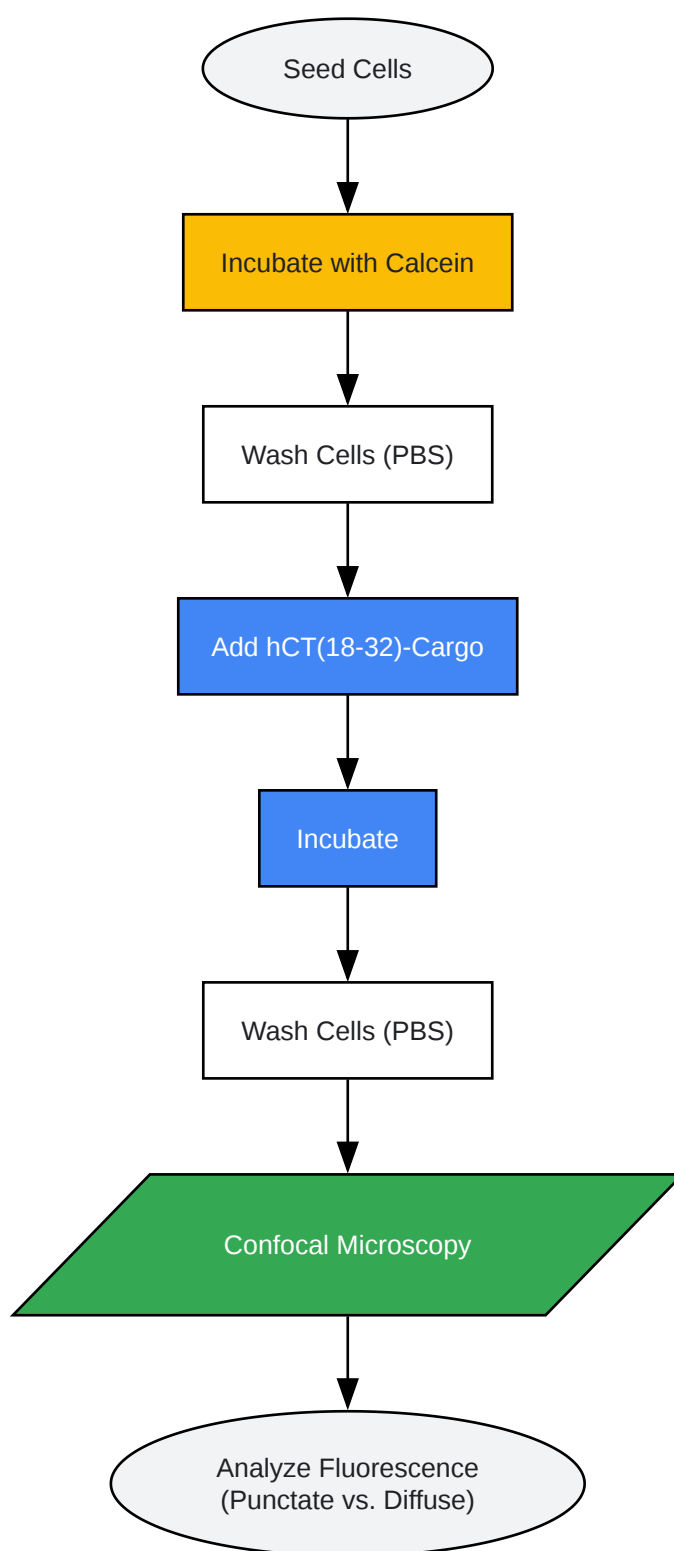 Seed Cells
Incubate with Calcein
Wash Cells (PBS)
Add hCT(18-32)-Cargo
Incubate
Wash Cells (PBS)
Confocal Microscopy
Analyze Fluorescence
(Punctate vs. Diffuse)